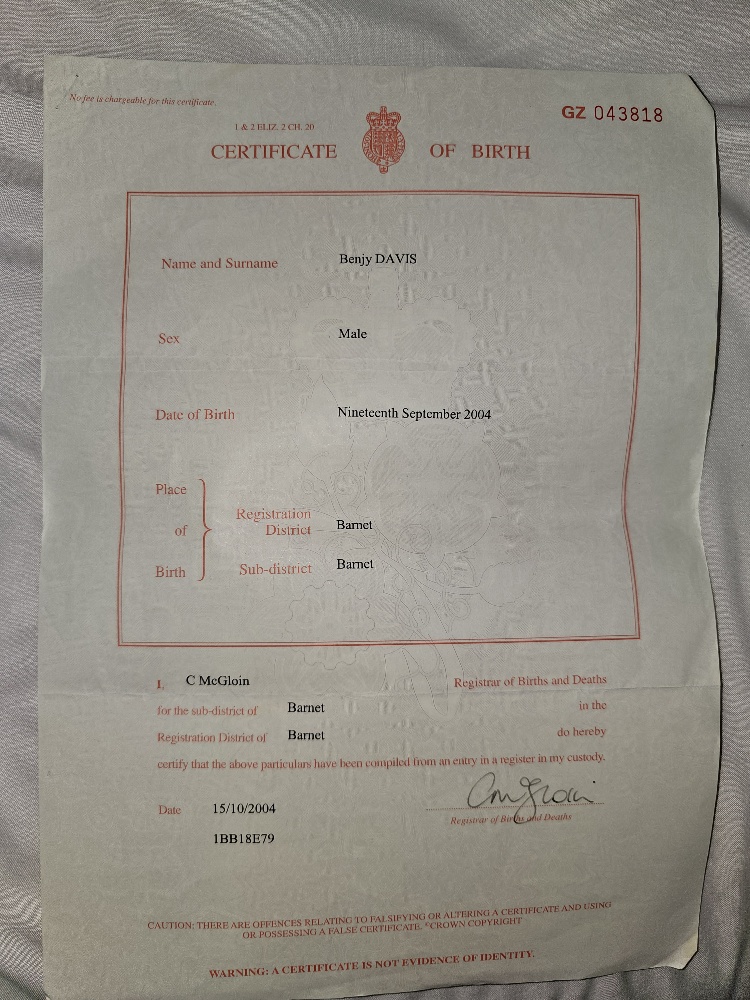 No fee is chargeable for this certificate.
GZ 043818
1 & 2 ELIZ. 2 CH. 20
CERTIFICATE OF BIRTH
Name and Surname Benjy DAVIS
Sex Male
Date of Birth Nineteenth September 2004
Place
of
Birth
Registration
District Barnet
Sub-district Barnet
I, C McGloin Registrar of Births and Deaths
for the sub-district of Barnet in the
Registration District of Barnet do hereby
certify that the above particulars have been compiled from an entry in a register in my custody.
Date 15/10/2004
CMcGloin
Registrar of Births and Deaths
1BB18E79
CAUTION: THERE ARE OFFENCES RELATING TO FALSIFYING OR ALTERING A CERTIFICATE AND USING
OR POSSESSING A FALSE CERTIFICATE. ©CROWN COPYRIGHT
WARNING: A CERTIFICATE IS NOT EVIDENCE OF IDENTITY.